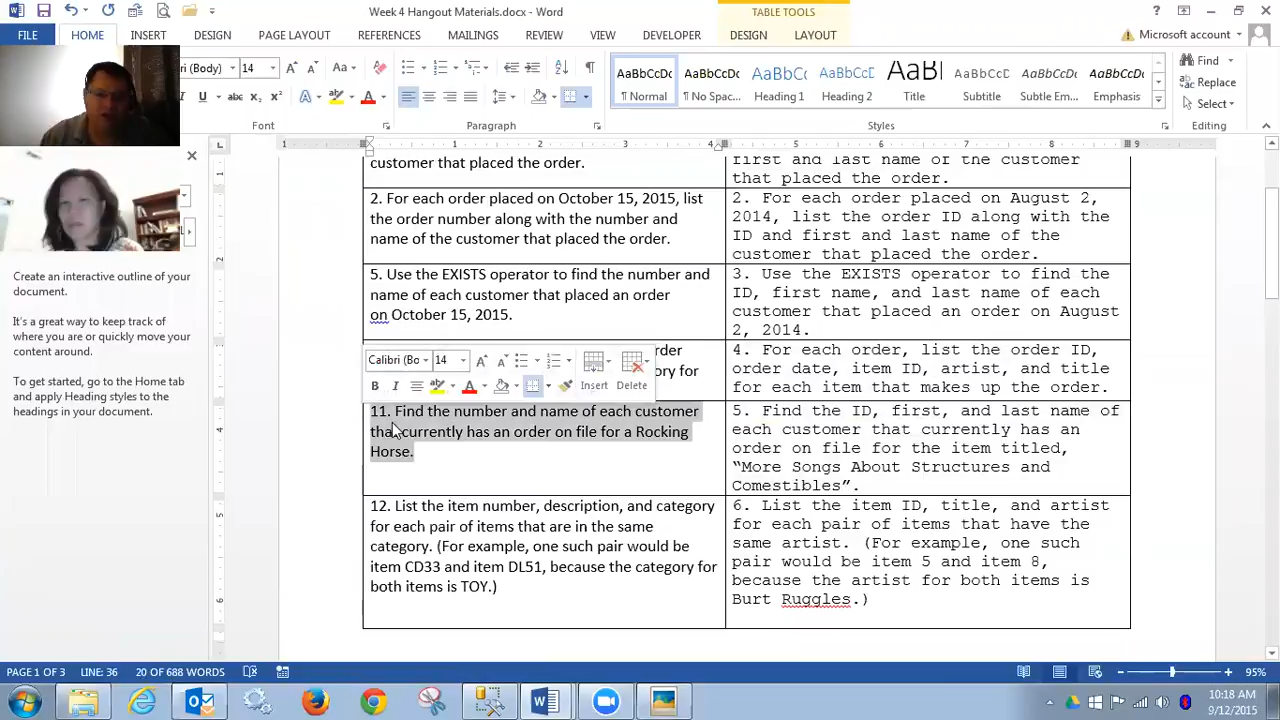 Week 4 Hangout Materials.docx - Word
TABLE TOOLS
FILE
HOME
INSERT
DESIGN
PAGE LAYOUT
REFERENCES
MAILINGS
REVIEW
VIEW
DEVELOPER
DESIGN
LAYOUT
Microsoft account
ri (Body)
14
Aa
AaBbCcDc
AaBbCcDc
AaBbCc
AaBbCcC
AaBl
AaBbCcC
AaBbCcDc
AaBbCcDc
¶ Normal
¶ No Spac...
Heading 1
Heading 2
Title
Subtitle
Subtle Em...
Emphasis
Find
Replace
Select
Font
Paragraph
Styles
Editing
Create an interactive outline of your
document.
It's a great way to keep track of
where you are or quickly move your
content around.
To get started, go to the Home tab
and apply Heading styles to the
headings in your document.
customer that placed the order.
first and last name of the customer
that placed the order.
2. For each order placed on October 15, 2015, list
the order number along with the number and
name of the customer that placed the order.
2. For each order placed on August 2,
2014, list the order ID along with the
ID and first and last name of the
customer that placed the order.
5. Use the EXISTS operator to find the number and
name of each customer that placed an order
on October 15, 2015.
3. Use the EXISTS operator to find the
ID, first name, and last name of each
customer that placed an order on August
2, 2014.
Calibri (Bo
14
Insert
Delete
rder
ory for
4. For each order, list the order ID,
order date, item ID, artist, and title
for each item that makes up the order.
11. Find the number and name of each customer
that currently has an order on file for a Rocking
Horse.
5. Find the ID, first, and last name of
each customer that currently has an
order on file for the item titled,
“More Songs About Structures and
Comestibles”.
12. List the item number, description, and category
for each pair of items that are in the same
category. (For example, one such pair would be
item CD33 and item DL51, because the category for
both items is TOY.)
6. List the item ID, title, and artist
for each pair of items that have the
same artist. (For example, one such
pair would be item 5 and item 8,
because the artist for both items is
Burt Ruggles.)
PAGE 1 OF 3
LINE: 36
20 OF 688 WORDS
95%
10:18 AM
9/12/2015